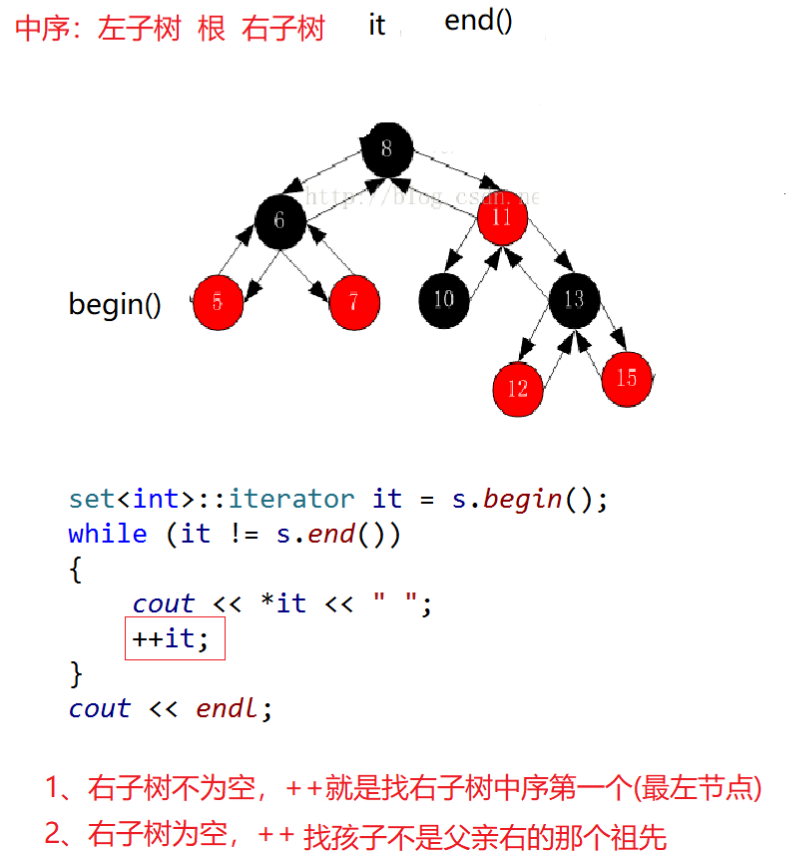 中序：左子树 根 右子树 it end()
8
http://blog.csdn.ne
6 11
begin() 5 7 10 13
12 15
set<int>::iterator it = s.begin();
while (it != s.end())
{
cout << *it << " ";
++it;
}
cout << endl;
1、右子树不为空，++就是找右子树中序第一个(最左节点)
2、右子树为空，++ 找孩子不是父亲右的那个祖先